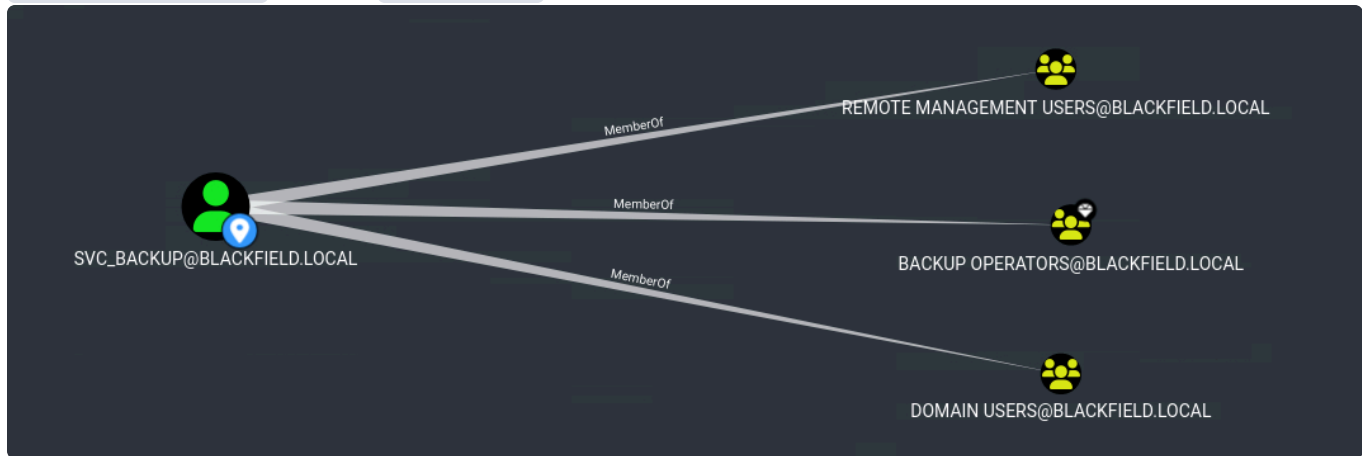 REMOTE MANAGEMENT USERS@BLACKFIELD.LOCAL
MemberOf
MemberOf
SVC_BACKUP@BLACKFIELD.LOCAL
BACKUP OPERATORS@BLACKFIELD.LOCAL
MemberOf
DOMAIN USERS@BLACKFIELD.LOCAL